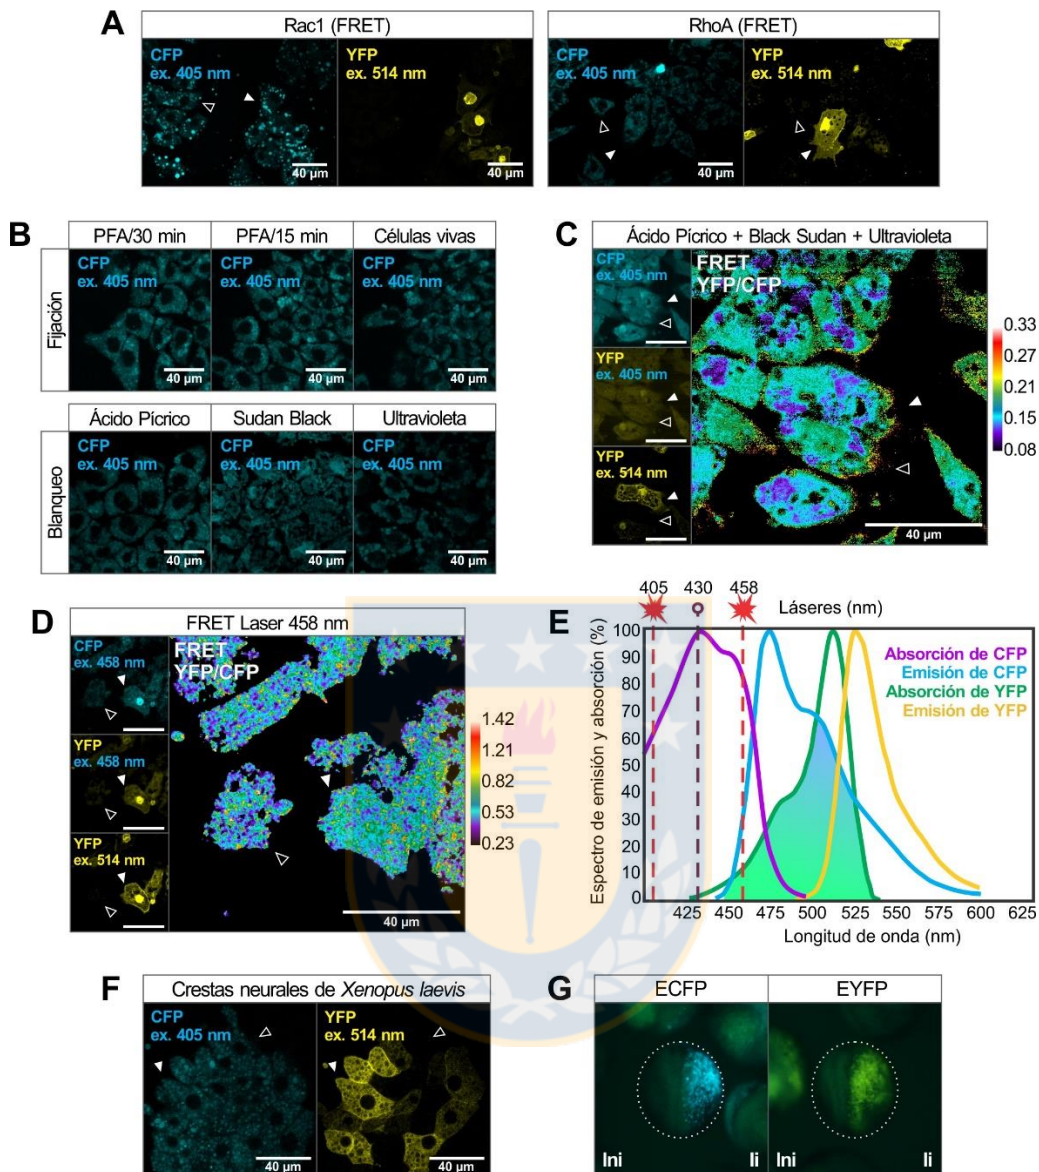 A
Rac1 (FRET)
CFP
ex. 405 nm
40 µm
YFP
ex. 514 nm
40 µm
RhoA (FRET)
CFP
ex. 405 nm
40 µm
YFP
ex. 514 nm
40 µm
B
PFA/30 min
PFA/15 min
Células vivas
Fijación
CFP
ex. 405 nm
40 µm
CFP
ex. 405 nm
40 µm
CFP
ex. 405 nm
40 µm
Ácido Pícrico
Sudan Black
Ultravioleta
Blanqueo
CFP
ex. 405 nm
40 µm
CFP
ex. 405 nm
40 µm
CFP
ex. 405 nm
40 µm
C
Ácido Pícrico + Black Sudan + Ultravioleta
CFP
ex. 405 nm
YFP
ex. 405 nm
YFP
ex. 514 nm
FRET
YFP/CFP
40 µm
0.33
0.27
0.21
0.15
0.08
D
FRET Laser 458 nm
CFP
ex. 458 nm
YFP
ex. 458 nm
YFP
ex. 514 nm
FRET
YFP/CFP
40 µm
1.42
1.21
0.82
0.53
0.23
E
405 430 458
Láseres (nm)
Espectro de emisión y absorción (%)
100
90
80
70
60
50
40
30
20
10
0
Absorción de CFP
Emisión de CFP
Absorción de YFP
Emisión de YFP
425 450 475 500 525 550 575 600 625
Longitud de onda (nm)
F
Crestas neurales de Xenopus laevis
CFP
ex. 405 nm
40 µm
YFP
ex. 514 nm
40 µm
G
ECFP
EYFP
Ini Ii
Ini Ii